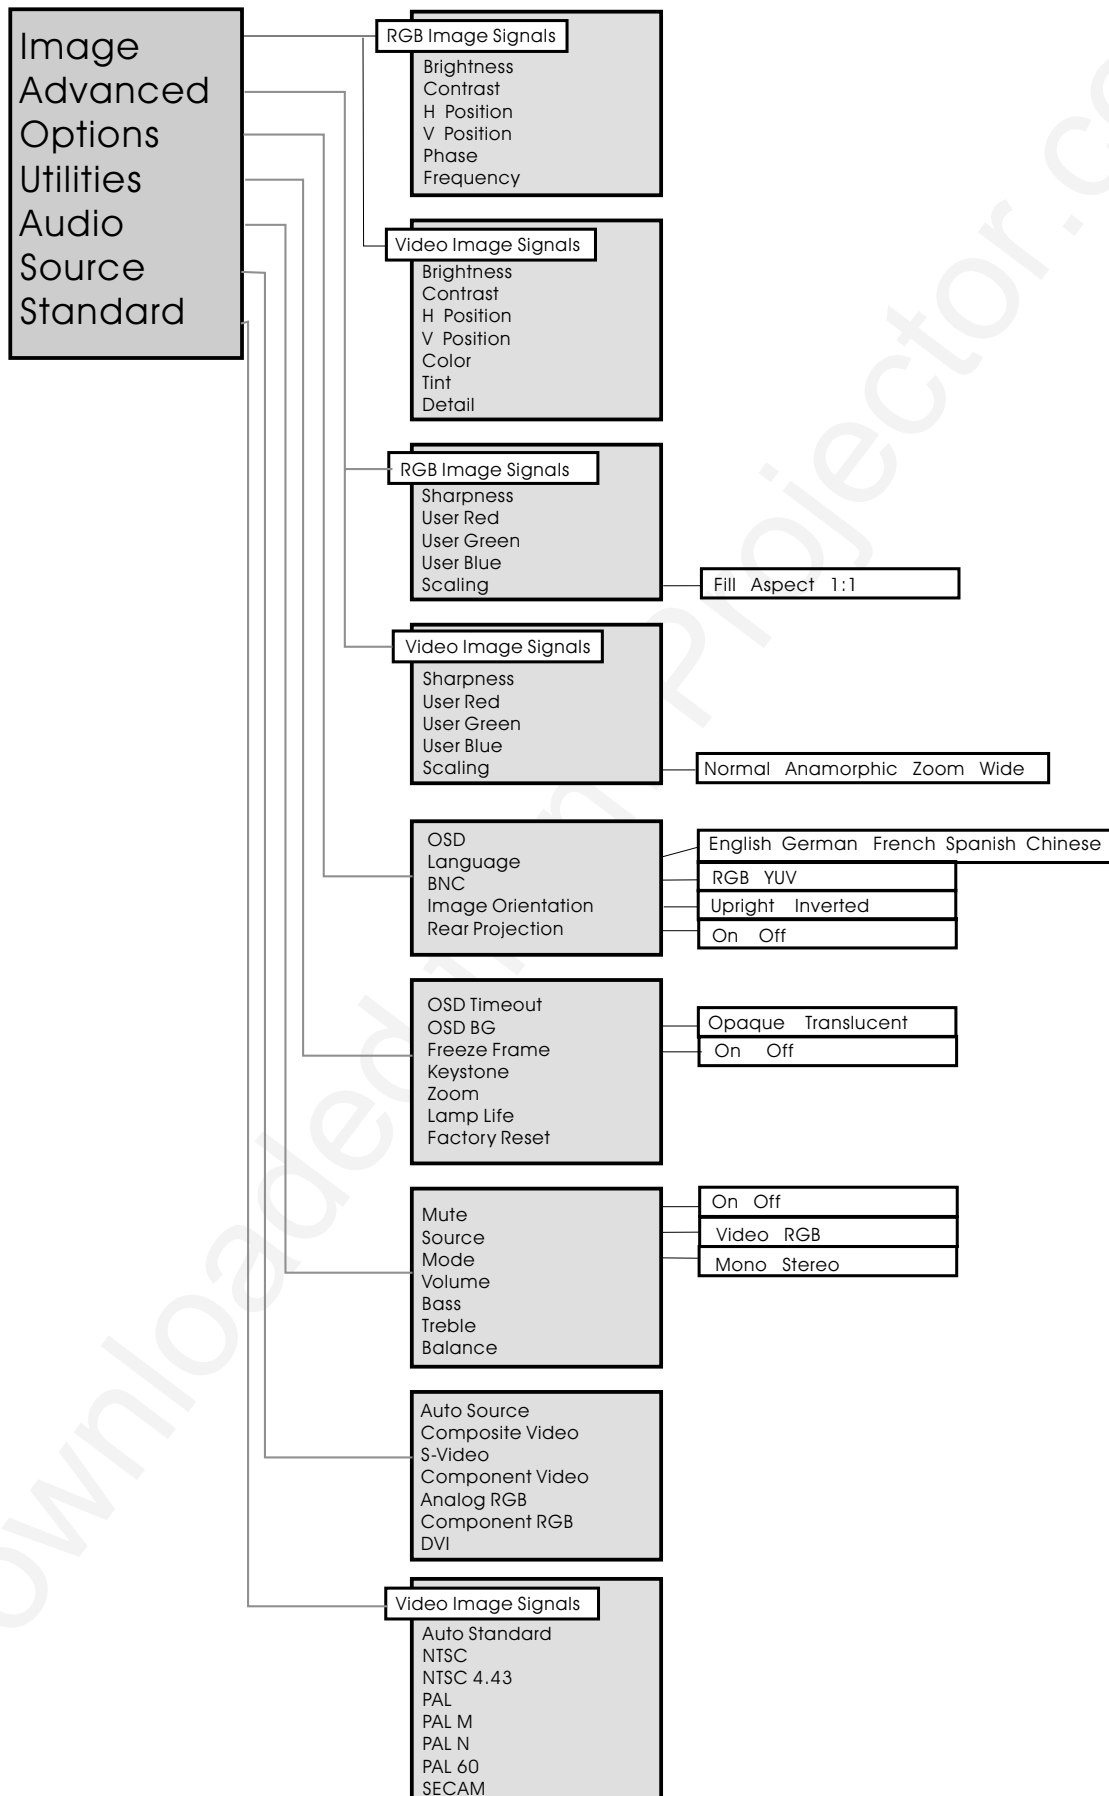 Image
Advanced
Options
Utilities
Audio
Source
Standard
RGB Image Signals
Brightness
Contrast
H Position
V Position
Phase
Frequency
Video Image Signals
Brightness
Contrast
H Position
V Position
Color
Tint
Detail
RGB Image Signals
Sharpness
User Red
User Green
User Blue
Scaling
Fill Aspect 1:1
Video Image Signals
Sharpness
User Red
User Green
User Blue
Scaling
Normal Anamorphic Zoom Wide
OSD
Language
BNC
Image Orientation
Rear Projection
English German French Spanish Chinese
RGB YUV
Upright Inverted
On Off
OSD Timeout
OSD BG
Freeze Frame
Keystone
Zoom
Lamp Life
Factory Reset
Opaque Translucent
On Off
Mute
Source
Mode
Volume
Bass
Treble
Balance
On Off
Video RGB
Mono Stereo
Auto Source
Composite Video
S-Video
Component Video
Analog RGB
Component RGB
DVI
Video Image Signals
Auto Standard
NTSC
NTSC 4.43
PAL
PAL M
PAL N
PAL 60
SECAM